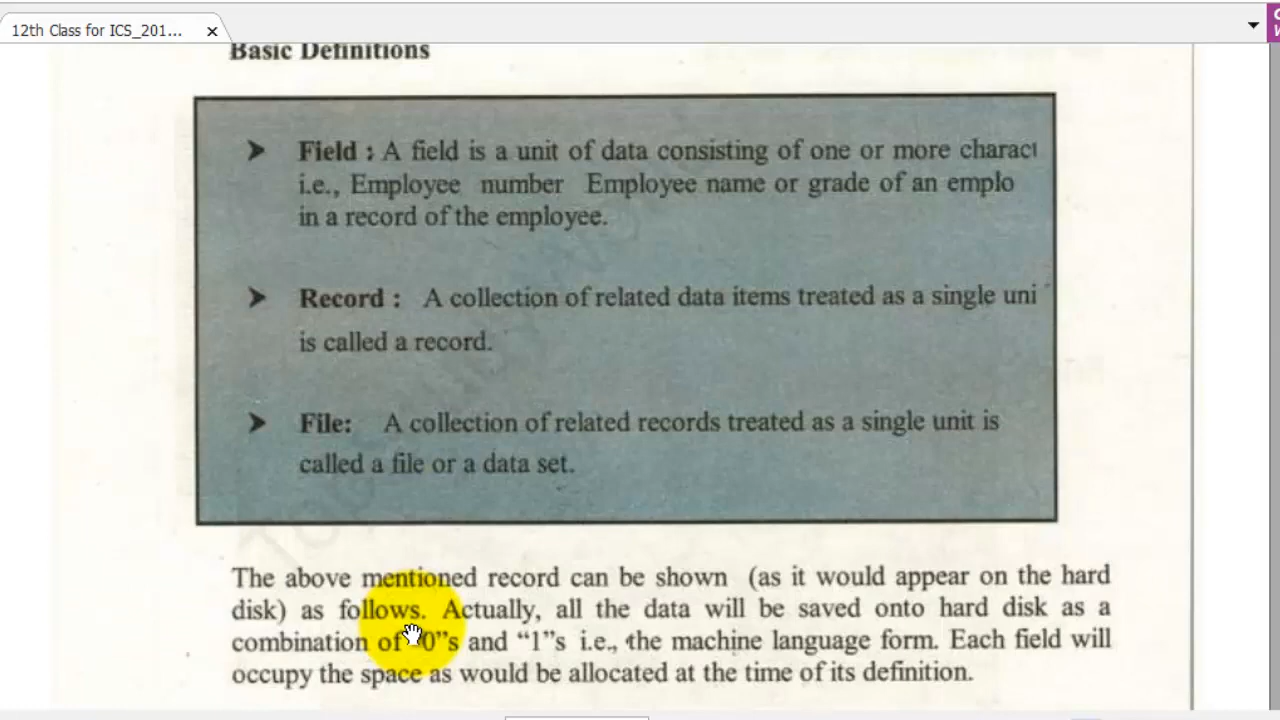 12th Class for ICS_201...
Basic Definitions
➤ Field : A field is a unit of data consisting of one or more charact
i.e., Employee number Employee name or grade of an emplo
in a record of the employee.
➤ Record : A collection of related data items treated as a single uni
is called a record.
➤ File: A collection of related records treated as a single unit is
called a file or a data set.
The above mentioned record can be shown (as it would appear on the hard
disk) as follows. Actually, all the data will be saved onto hard disk as a
combination of "0"s and "1"s i.e., the machine language form. Each field will
occupy the space as would be allocated at the time of its definition.